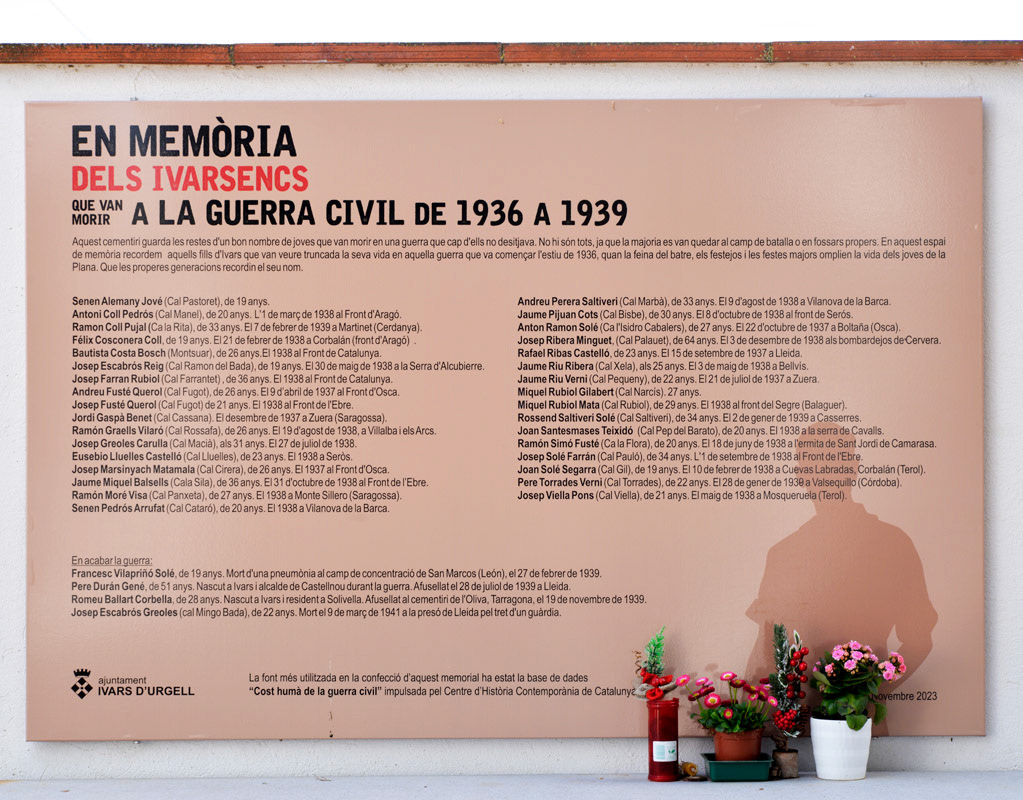 EN MEMÒRIA
DELS IVARSENCS
QUE VAN MORIR A LA GUERRA CIVIL DE 1936 A 1939
Aquest cementiri guarda les restes d'un bon nombre de joves que van morir en una guerra que cap d'ells no desitjava. No hi són tots, ja que la majoria es van quedar al camp de batalla o en fossars propers. En aquest espai
de memòria recordem aquells fills d'Ivars que van veure truncada la seva vida en aquella guerra que va començar l'estiu de 1936, quan la feina del batre, els festejos i les festes majors omplien la vida dels joves de la
Plana. Que les properes generacions recordin el seu nom.
Senen Alemany Jové (Cal Pastoret), de 19 anys.
Antoni Coll Pedrós (Cal Manel), de 20 anys. L'1 de març de 1938 al Front d'Aragó.
Ramon Coll Pujal (Ca la Rita), de 33 anys. El 7 de febrer de 1939 a Martinet (Cerdanya).
Fèlix Cosconera Coll, de 19 anys. El 21 de febrer de 1938 a Corbalán (front d'Aragó) .
Bautista Costa Bosch (Montsuar), de 26 anys.El 1938 al Front de Catalunya.
Josep Escabrós Reig (Cal Ramon del Bada), de 19 anys. El 30 de maig de 1938 a la Serra d'Alcubierre.
Josep Farran Rubiol (Cal Farrantet) , de 36 anys. El 1938 al Front de Catalunya.
Andreu Fusté Querol (Cal Fugot), de 26 anys. El 9 d'abril de 1937 al Front d'Osca.
Josep Fusté Querol (Cal Fugot) de 21 anys. El 1938 al Front de l'Ebre.
Jordi Gaspà Benet (Cal Cassana). El desembre de 1937 a Zuera (Saragossa).
Ramón Graells Vilaró (Cal Rossafa), de 26 anys. El 19 d'agost de 1938, a Villalba i els Arcs.
Josep Greoles Carulla (Cal Macià), als 31 anys. El 27 de juliol de 1938.
Eusebio Lluelles Castelló (Cal Lluelles), de 23 anys. El 1938 a Seròs.
Josep Marsinyach Matamala (Cal Cirera), de 26 anys. El 1937 al Front d'Osca.
Jaume Miquel Balsells (Cala Sila), de 36 anys. El 31 d'octubre de 1938 al Front de l'Ebre.
Ramón Moré Visa (Cal Panxeta), de 27 anys. El 1938 a Monte Sillero (Saragossa).
Senen Pedrós Arrufat (Cal Cataró), de 20 anys. El 1938 a Vilanova de la Barca.
Andreu Perera Saltiveri (Cal Marbà), de 33 anys. El 9 d'agost de 1938 a Vilanova de la Barca.
Jaume Pijuan Cots (Cal Bisbe), de 30 anys. El 8 d'octubre de 1938 al front de Serós.
Anton Ramon Solé (Ca l'Isidro Cabalers), de 27 anys. El 22 d'octubre de 1937 a Boltaña (Osca).
Josep Ribera Minguet, (Cal Palauet), de 64 anys. El 3 de desembre de 1938 als bombardejos de Cervera.
Rafael Ribas Castelló, de 23 anys. El 15 de setembre de 1937 a Lleida.
Jaume Riu Ribera (Cal Xela), als 25 anys. El 3 de maig de 1938 a Bellvís.
Jaume Riu Verni (Cal Pequeny), de 22 anys. El 21 de juliol de 1937 a Zuera.
Miquel Rubiol Gilabert (Cal Narcís). 27 anys.
Miquel Rubiol Mata (Cal Rubiol), de 29 anys. El 1938 al front del Segre (Balaguer).
Rossend Saltiveri Solé (Cal Saltiveri), de 34 anys. El 2 de gener de 1939 a Casserres.
Joan Santesmases Teixidó (Cal Pep del Barato), de 20 anys. El 1938 a la serra de Cavalls.
Ramón Simó Fusté (Ca la Flora), de 20 anys. El 18 de juny de 1938 a l'ermita de Sant Jordi de Camarasa.
Josep Solé Farrán (Cal Pauló), de 34 anys. L'1 de setembre de 1938 al Front de l'Ebre.
Joan Solé Segarra (Cal Gil), de 19 anys. El 10 de febrer de 1938 a Cuevas Labradas, Corbalán (Terol).
Pere Torrades Verni (Cal Torrades), de 22 anys. El 28 de gener de 1939 a Valsequillo (Córdoba).
Josep Viella Pons (Cal Viella), de 21 anys. El maig de 1938 a Mosqueruela (Terol).
En acabar la guerra:
Francesc Vilapriñó Solé, de 19 anys. Mort d'una pneumònia al camp de concentració de San Marcos (León), el 27 de febrer de 1939.
Pere Durán Gené, de 51 anys. Nascut a Ivars i alcalde de Castellnou durant la guerra. Afusellat el 28 de juliol de 1939 a Lleida.
Romeu Ballart Corbella, de 28 anys. Nascut a Ivars i resident a Solivella. Afusellat al cementiri de l'Oliva, Tarragona, el 19 de novembre de 1939.
Josep Escabrós Greoles (cal Mingo Bada), de 22 anys. Mort el 9 de març de 1941 a la presó de Lleida pel tret d'un guàrdia.
ajuntament
IVARS D'URGELL
La font més utilitzada en la confecció d'aquest memorial ha estat la base de dades
"Cost humà de la guerra civil" impulsada pel Centre d'Història Contemporània de Catalunya
Novembre 2023